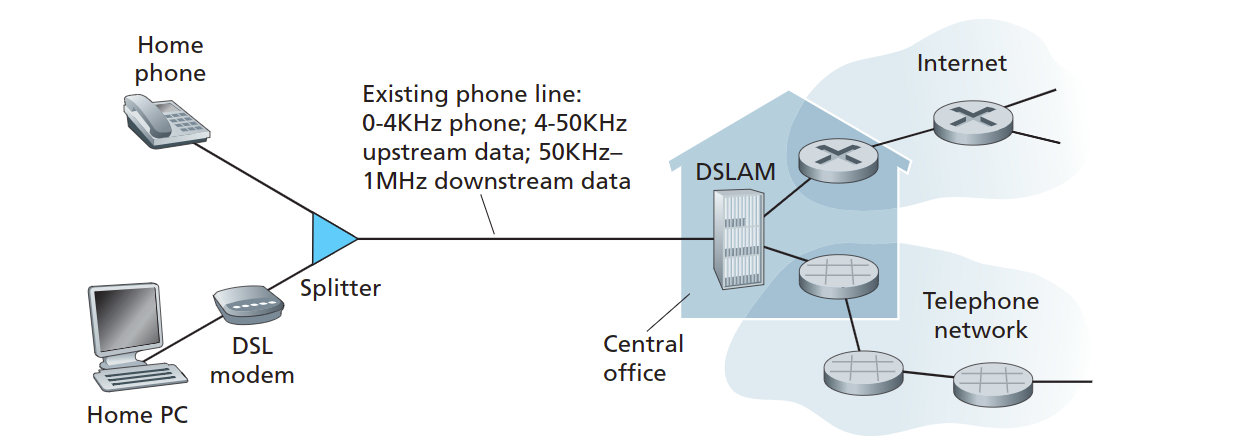 Home
phone
Existing phone line:
0-4KHz phone; 4-50KHz
upstream data; 50KHz–
1MHz downstream data
Internet
DSLAM
Splitter
DSL
modem
Home PC
Central
office
Telephone
network